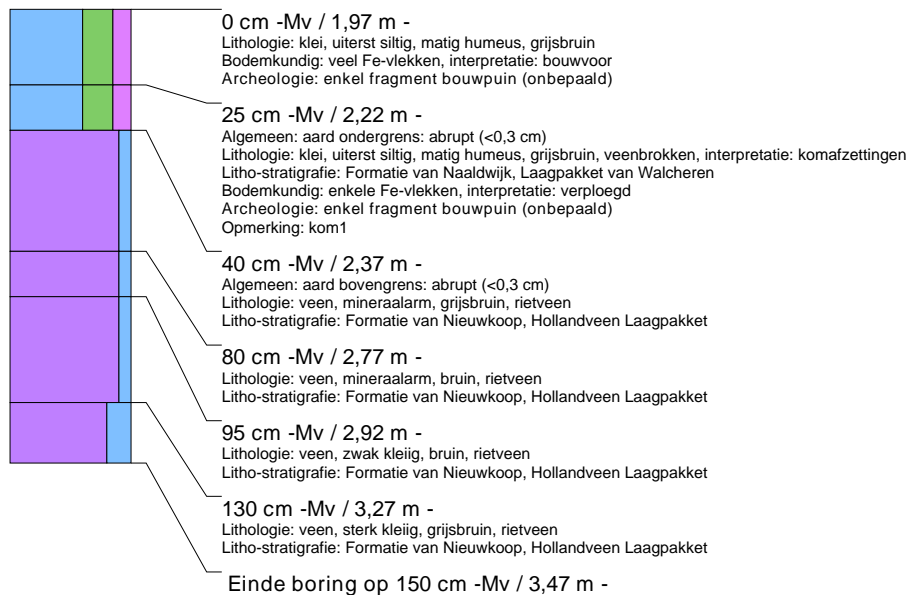 0 cm -Mv / 1,97 m -
Lithologie: klei, uiterst siltig, matig humeus, grijsbruin
Bodemkundig: veel Fe-vlekken, interpretatie: bouwvoor
Archeologie: enkel fragment bouwpuin (onbepaald)
25 cm -Mv / 2,22 m -
Algemeen: aard ondergrens: abrupt (<0,3 cm)
Lithologie: klei, uiterst siltig, matig humeus, grijsbruin, veenbrokken, interpretatie: komafzettingen
Litho-stratigrafie: Formatie van Naaldwijk, Laagpakket van Walcheren
Bodemkundig: enkele Fe-vlekken, interpretatie: verploegd
Archeologie: enkel fragment bouwpuin (onbepaald)
Opmerking: kom1
40 cm -Mv / 2,37 m -
Algemeen: aard bovengrens: abrupt (<0,3 cm)
Lithologie: veen, mineraalarm, grijsbruin, rietveen
Litho-stratigrafie: Formatie van Nieuwkoop, Hollandveen Laagpakket
80 cm -Mv / 2,77 m -
Lithologie: veen, mineraalarm, bruin, rietveen
Litho-stratigrafie: Formatie van Nieuwkoop, Hollandveen Laagpakket
95 cm -Mv / 2,92 m -
Lithologie: veen, zwak kleiig, bruin, rietveen
Litho-stratigrafie: Formatie van Nieuwkoop, Hollandveen Laagpakket
130 cm -Mv / 3,27 m -
Lithologie: veen, sterk kleiig, grijsbruin, rietveen
Litho-stratigrafie: Formatie van Nieuwkoop, Hollandveen Laagpakket
Einde boring op 150 cm -Mv / 3,47 m -